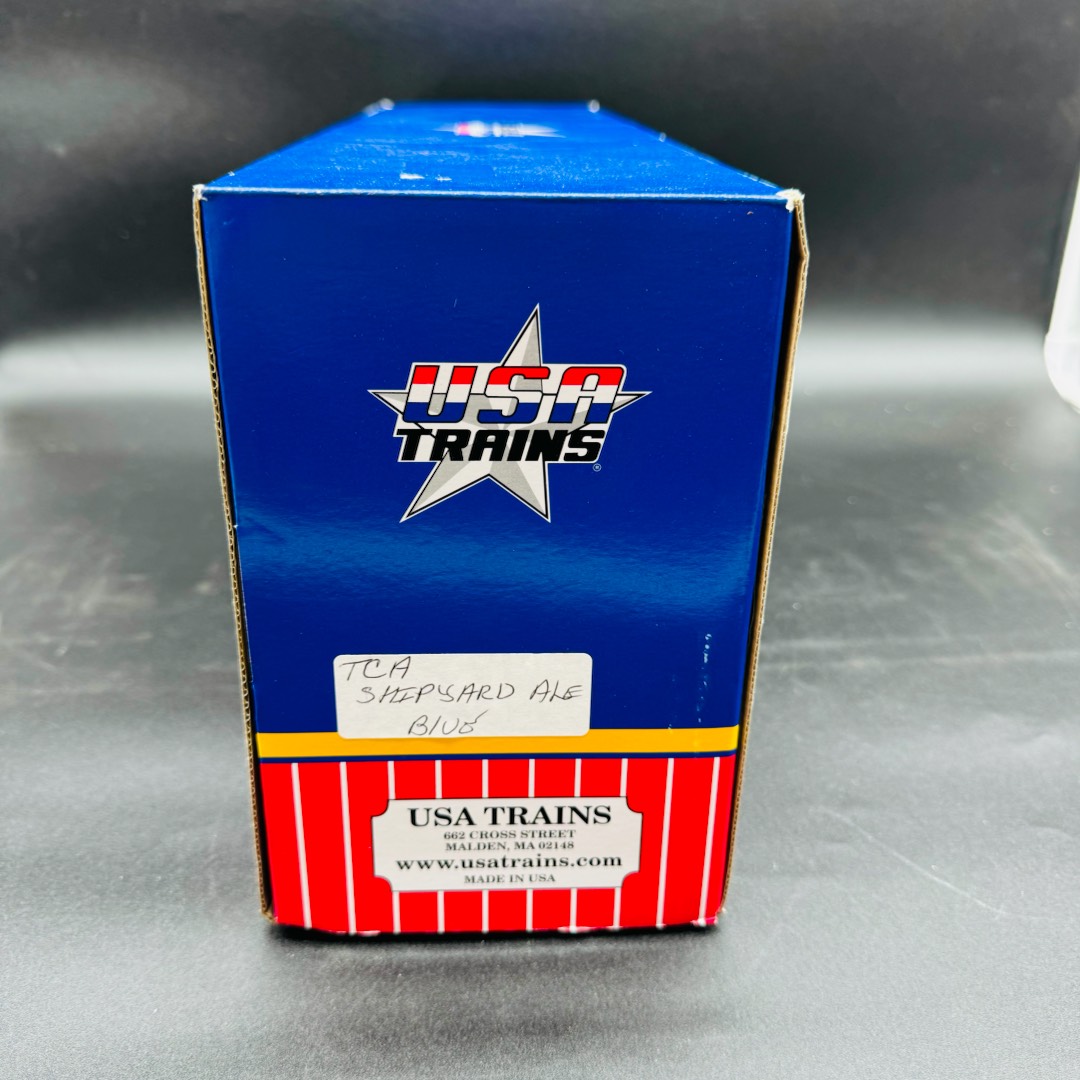 USA
TRAINS
®
TCA
SHIPYARD ALE
BLUE
USA TRAINS
662 CROSS STREET
MALDEN, MA 02148
www.usatrains.com
MADE IN USA